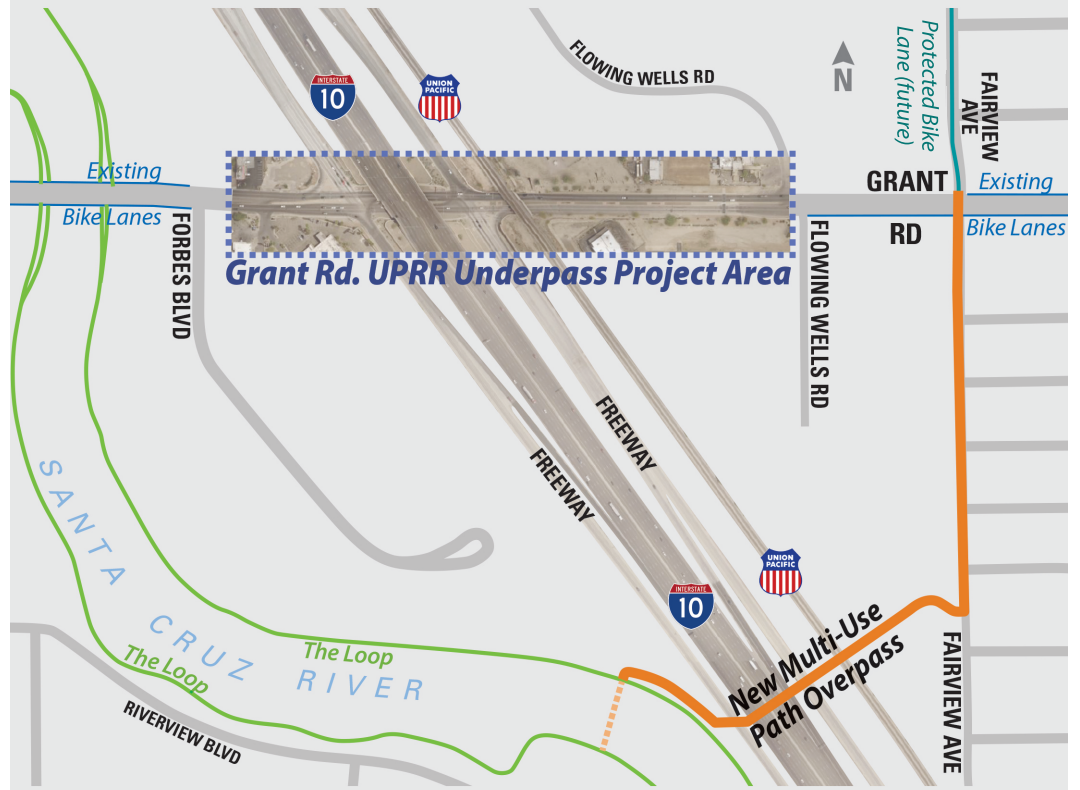 FLOWING WELLS RD
INTERSTATE
10
UNION
PACIFIC
N
Protected Bike
Lane (future)
FAIRVIEW
AVE
Existing
Bike Lanes
GRANT
RD
Existing
Bike Lanes
FORBES BLVD
Grant Rd. UPRR Underpass Project Area
FLOWING WELLS RD
FREEWAY
FREEWAY
SANTA
CRUZ
RIVER
The Loop
The Loop
RIVERVIEW BLVD
INTERSTATE
10
UNION
PACIFIC
New Multi-Use
Path Overpass
FAIRVIEW AVE